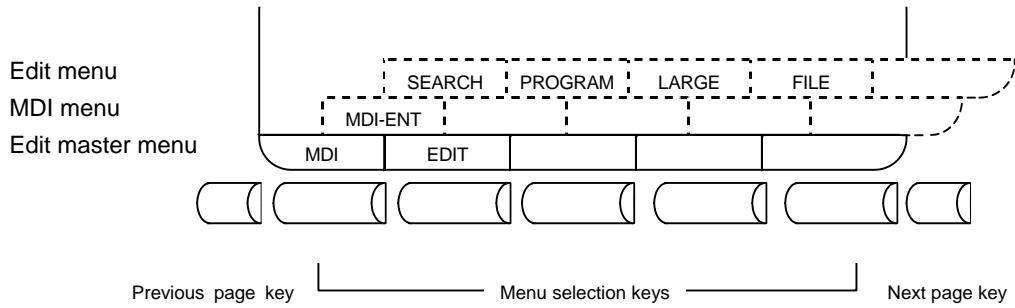 Edit menu
SEARCH PROGRAM LARGE FILE
MDI menu
MDI-ENT
Edit master menu
MDI EDIT
Previous page key Menu selection keys Next page key